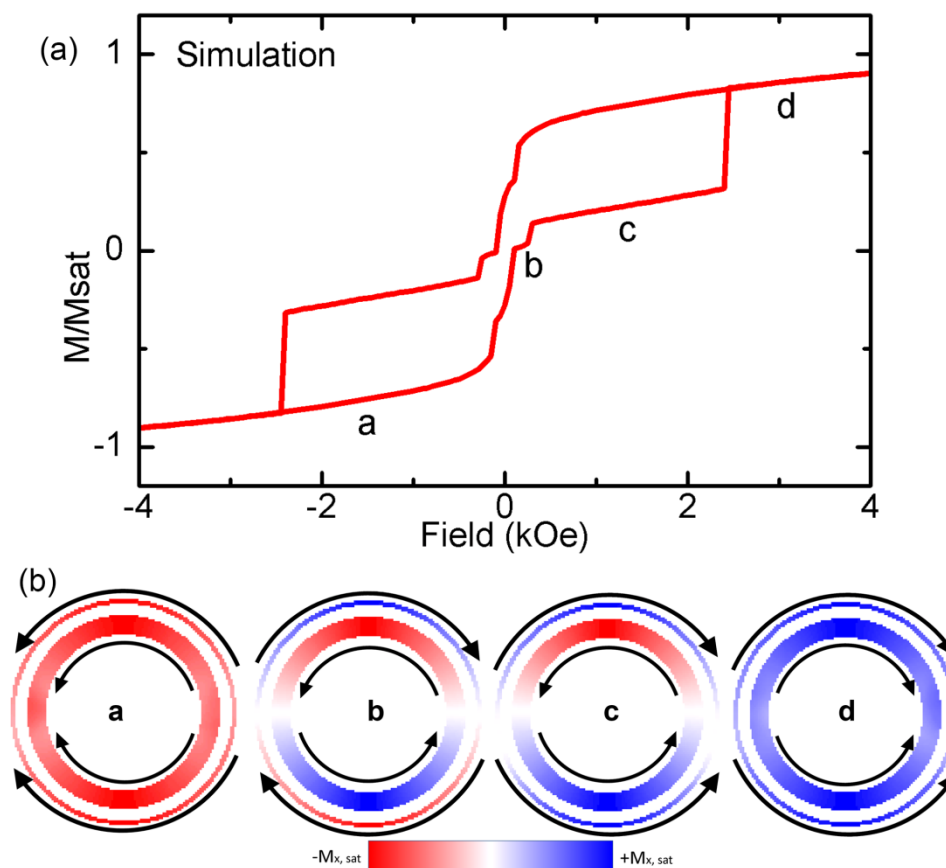 (a) Simulation
1
0
-1
M/Msat
a
b
c
d
-4 -2 0 2 4
Field (kOe)
(b)
a b c d
-Mx, sat +Mx, sat